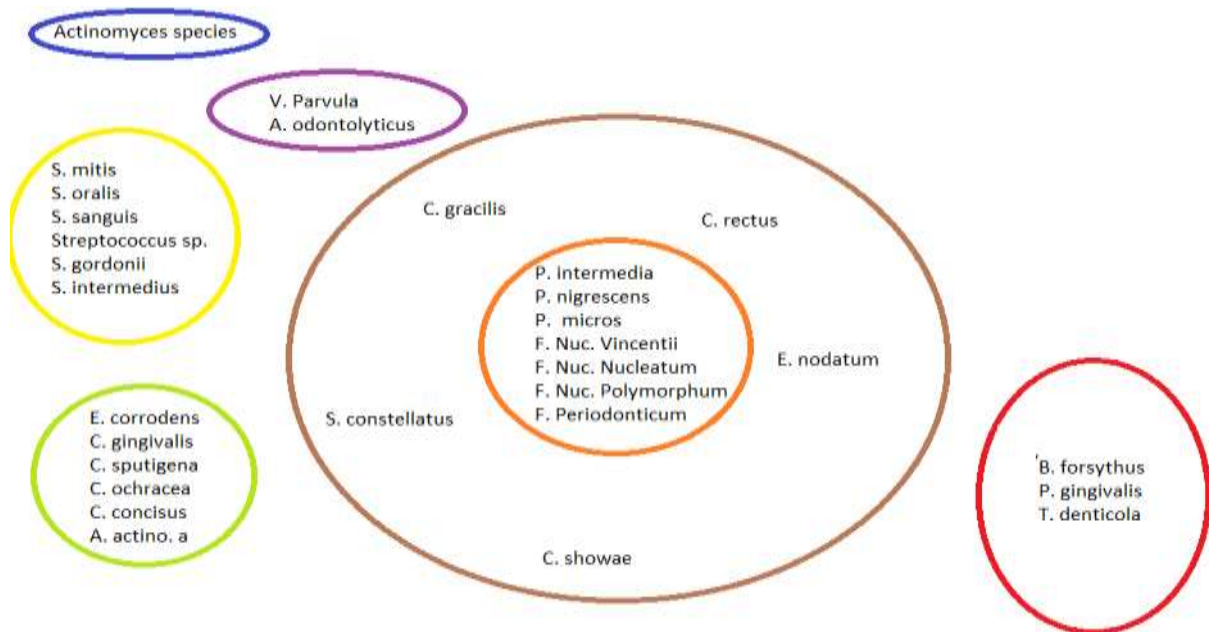 Actinomyces species
V. Parvula
A. odontolyticus
S. mitis
S. oralis
S. sanguis
Streptococcus sp.
S. gordonii
S. intermedius
C. gracilis
C. rectus
P. Intermedia
P. nigrescens
P. micros
F. Nuc. Vincentii
F. Nuc. Nucleatum
F. Nuc. Polymorphum
F. Periodonticum
E. nodatum
S. constellatus
C. showae
E. corrodens
C. gingivalis
C. sputigena
C. ochracea
C. concisus
A. actino. a
'B. forsythus
P. gingivalis
T. denticola